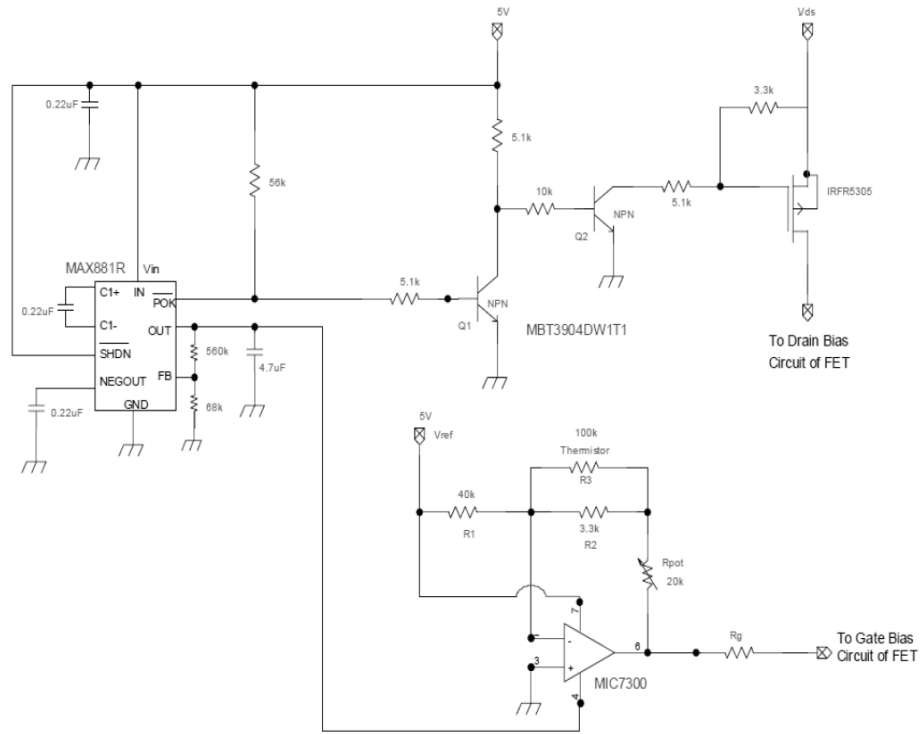 5V
Vds
0.22uF
3.3k
5.1k
56k
10k
5.1k
IRFR5305
NPN
Q2
MAX881R
Vin
C1+
IN
POK
0.22uF
5.1k
NPN
Q1
MBT3904DW1T1
C1-
OUT
SHDN
560k
4.7uF
NEGOUT
FB
0.22uF
GND
68k
To Drain Bias
Circuit of FET
5V
Vref
100k
Thermistor
R3
40k
R1
3.3k
R2
Rpot
20k
7
1
-
3
+
4
6
MIC7300
Rg
To Gate Bias
Circuit of FET